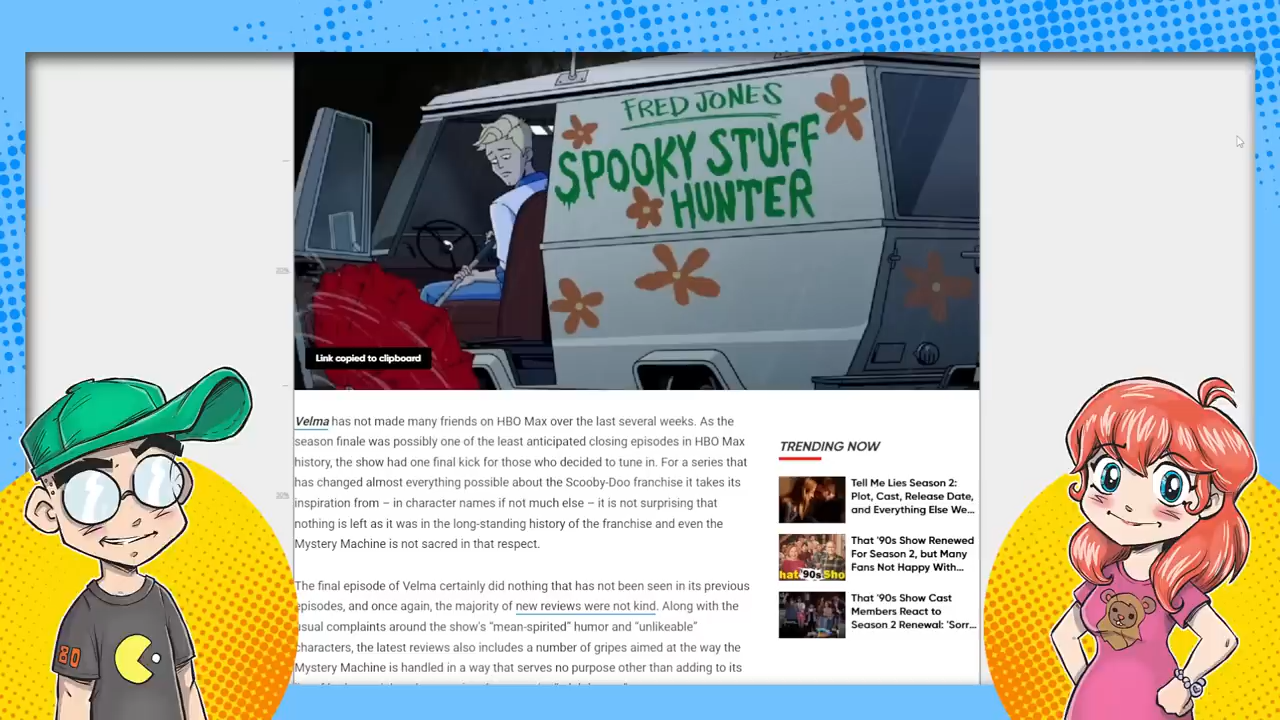 FRED JONES
SPOOKY STUFF
HUNTER
Link copied to clipboard
Velma has not made many friends on HBO Max over the last several weeks. As the
season finale was possibly one of the least anticipated closing episodes in HBO Max
history, the show had one final kick for those who decided to tune in. For a series that
has changed almost everything possible about the Scooby-Doo franchise it takes its
inspiration from – in character names if not much else – it is not surprising that
nothing is left as it was in the long-standing history of the franchise and even the
Mystery Machine is not sacred in that respect.
The final episode of Velma certainly did nothing that has not been seen in its previous
episodes, and once again, the majority of new reviews were not kind. Along with the
usual complaints around the show's "mean-spirited" humor and "unlikeable"
characters, the latest reviews also includes a number of gripes aimed at the way the
Mystery Machine is handled in a way that serves no purpose other than adding to its
TRENDING NOW
Tell Me Lies Season 2:
Plot, Cast, Release Date,
and Everything Else We...
That '90s Show Renewed
For Season 2, but Many
Fans Not Happy With...
That '90s Show Cast
Members React to
Season 2 Renewal: 'Sorr...
hat '90s Sho
80